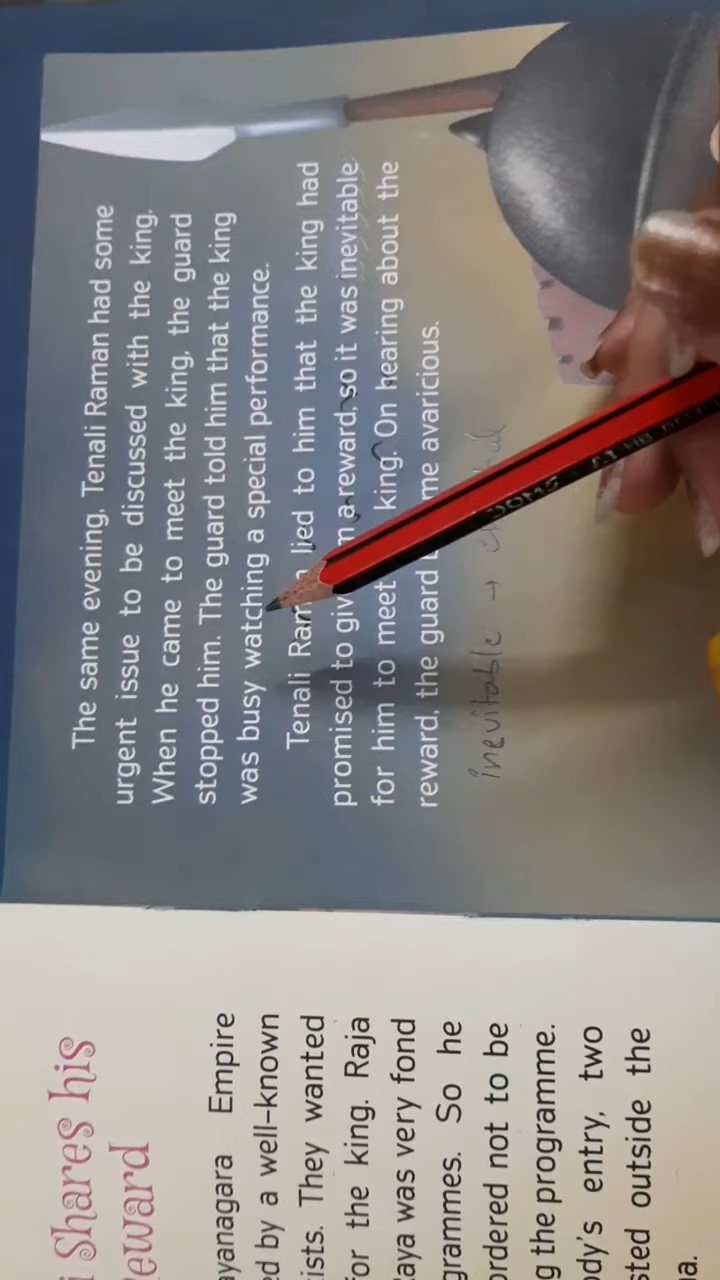 Shares his
eward
ayanagara Empire
ed by a well-known
ists. They wanted
for the king. Raja
aya was very fond
grammes. So he
ordered not to be
g the programme.
dy's entry, two
ted outside the
a.
The same evening, Tenali Raman had some
urgent issue to be discussed with the king.
When he came to meet the king, the guard
stopped him. The guard told him that the king
was busy watching a special performance.
Tenali Ram lied to him that the king had
promised to giv m a reward, so it was inevitable
for him to meet king. On hearing about the
reward, the guard me avaricious.
inevitable →
DOMS A1 HB